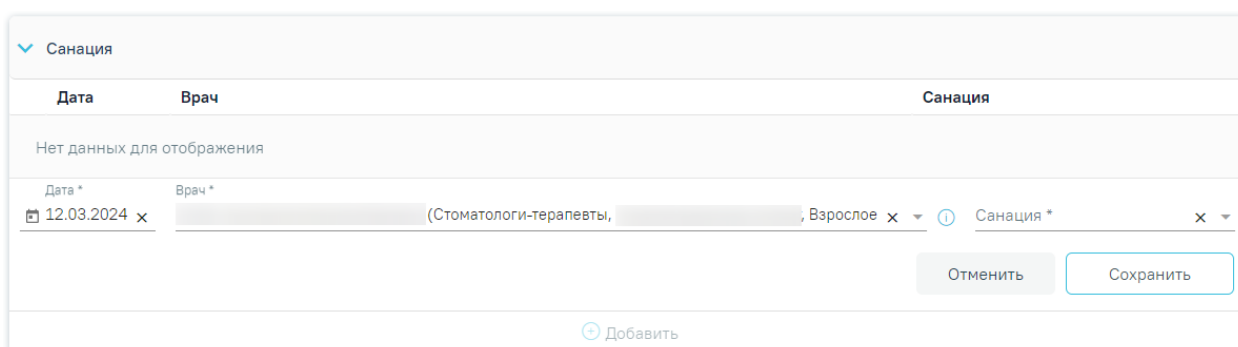 Санация
Дата Врач Санация
Нет данных для отображения
Дата * Врач *
12.03.2024 (Стоматологи-терапевты, , Взрослое Санация *
Отменить Сохранить
Добавить